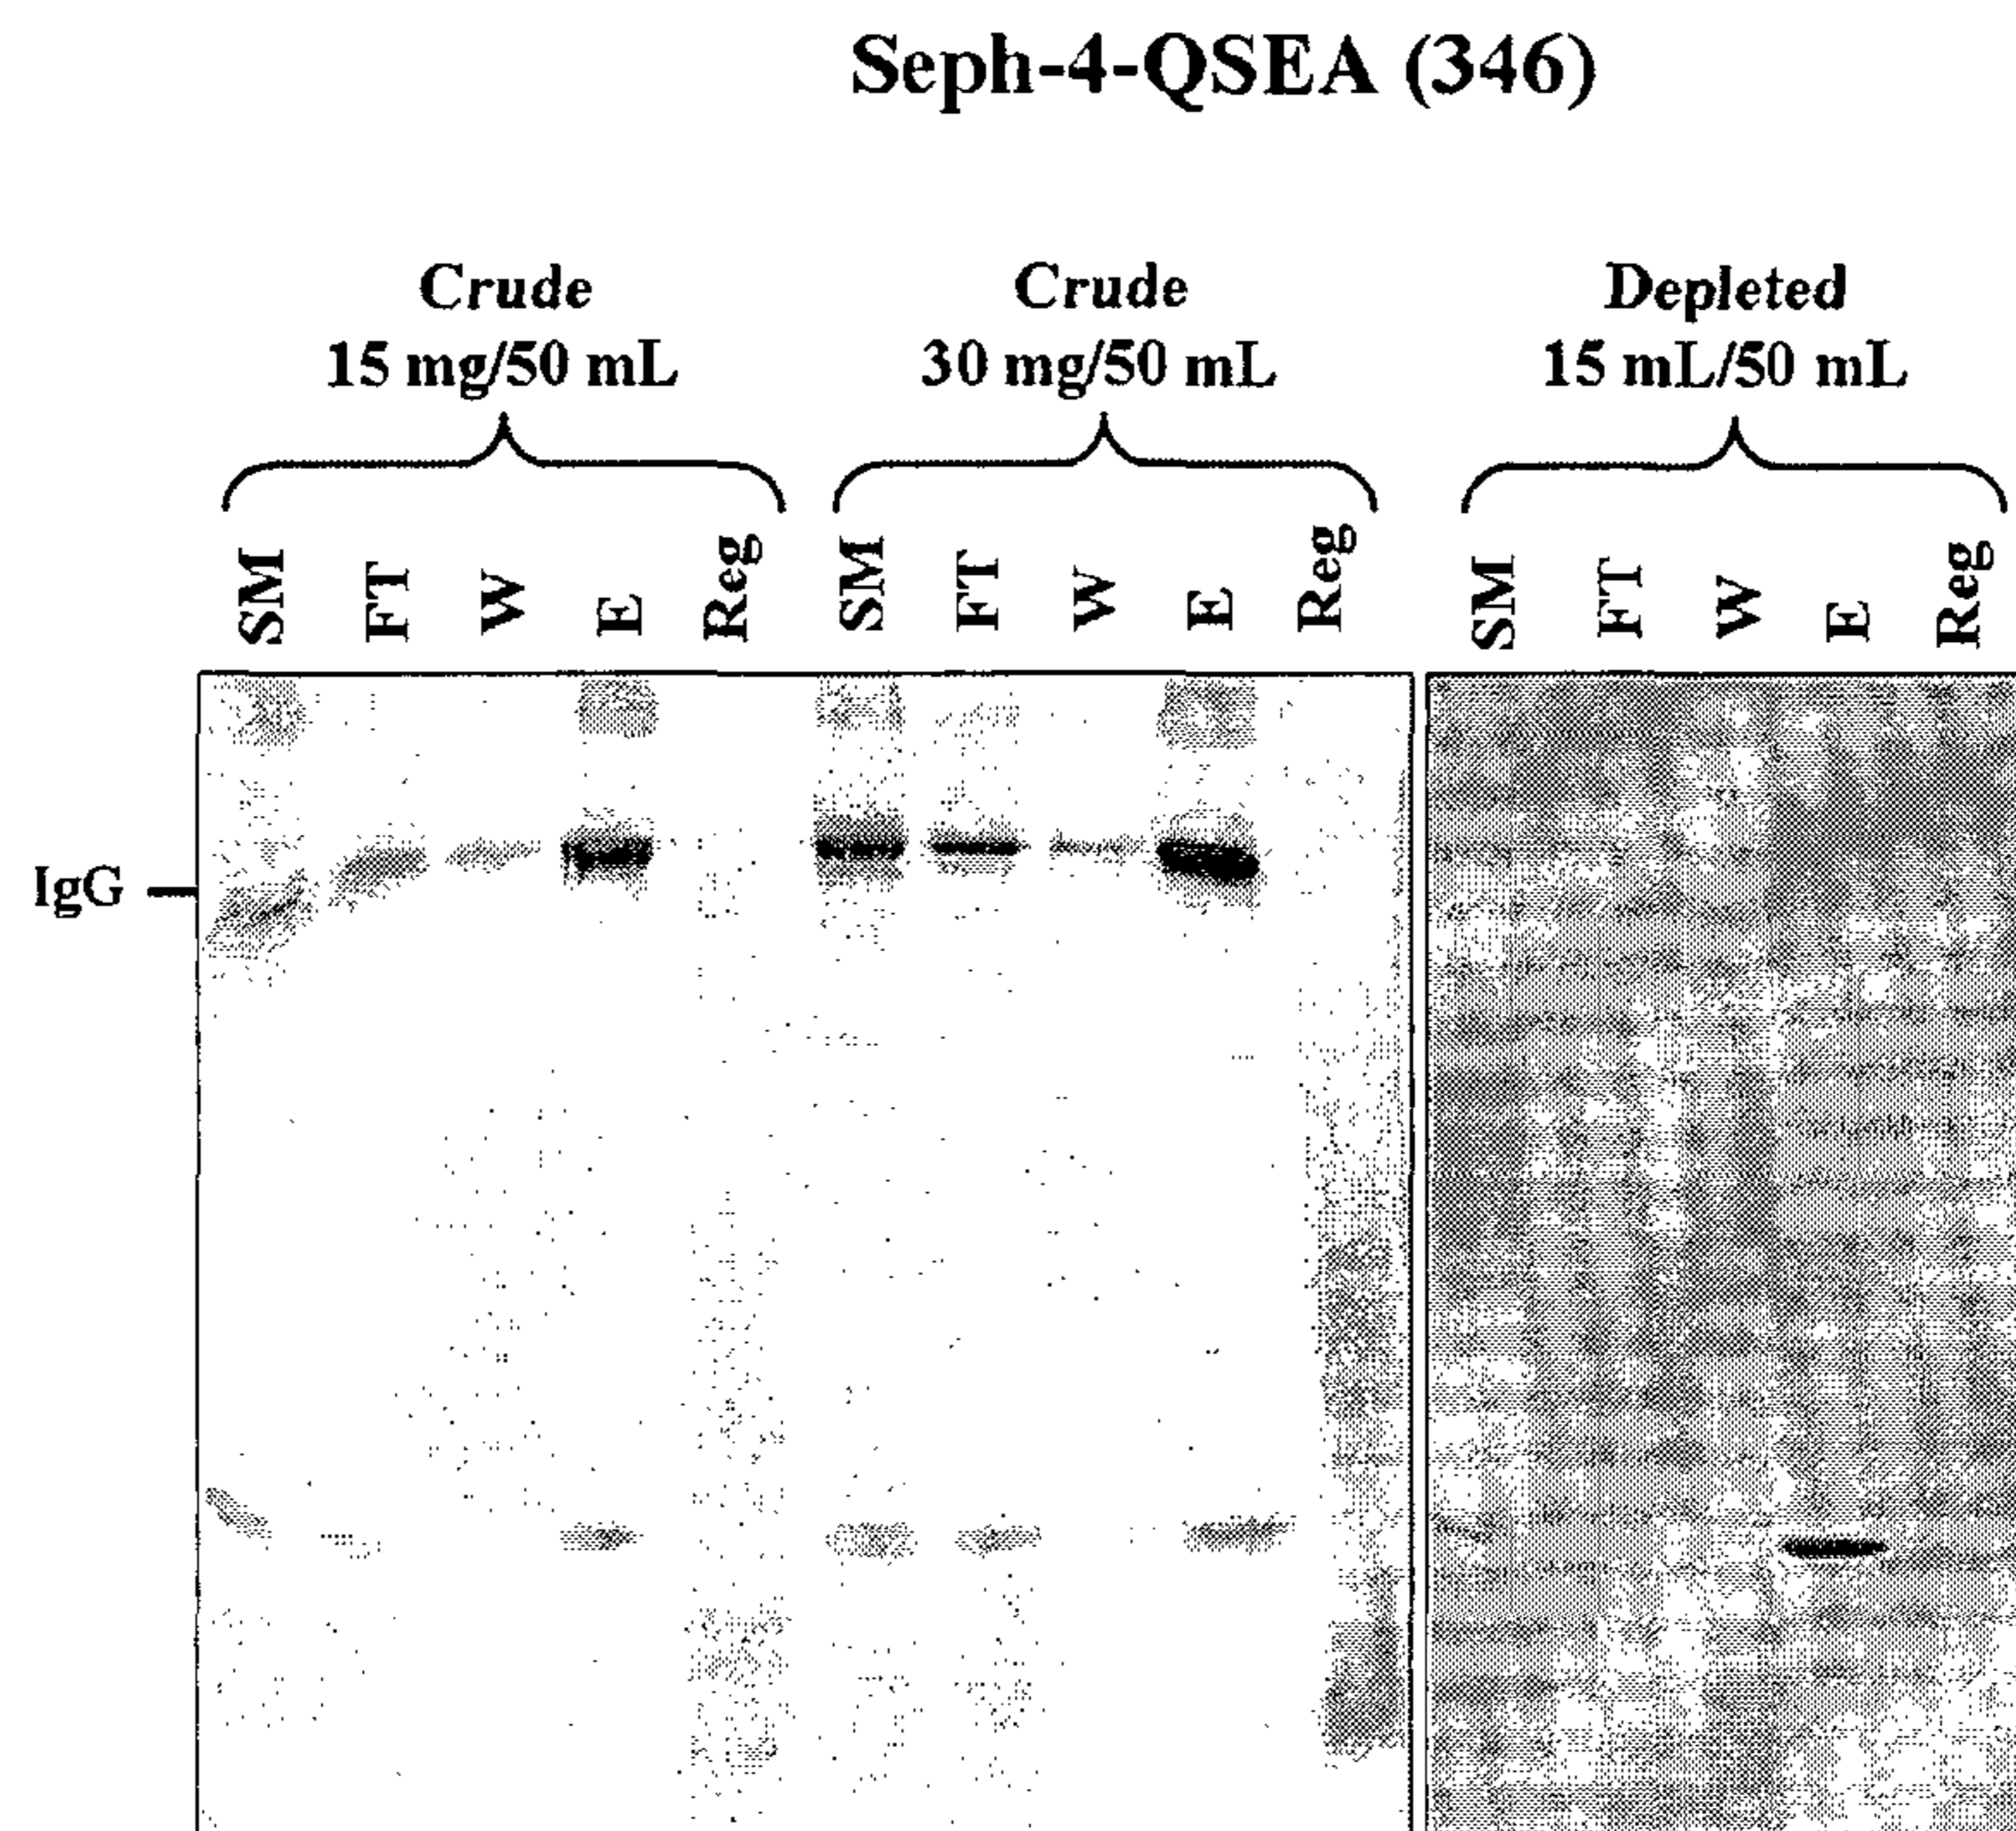 Seph-4-QSEA (346)
Crude
15 mg/50 mL
Crude
30 mg/50 mL
Depleted
15 mL/50 mL
SM FT W E Reg SM FT W E Reg SM FT W E Reg
IgG